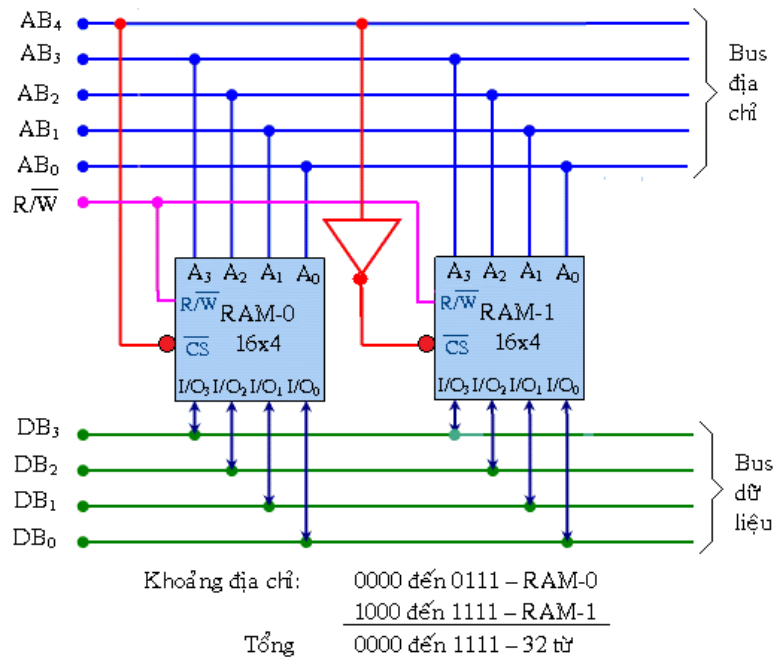 AB₄
AB₃
AB₂
AB₁
AB₀
R/W̅
Bus
địa
chỉ
A₃ A₂ A₁ A₀
R/W̅
RAM-0
C̅S̅
16x4
I/O₃ I/O₂ I/O₁ I/O₀
A₃ A₂ A₁ A₀
R/W̅
RAM-1
C̅S̅
16x4
I/O₃ I/O₂ I/O₁ I/O₀
DB₃
DB₂
DB₁
DB₀
Bus
dữ
liệu
Khoảng địa chỉ: 0000 đến 0111 – RAM-0
1000 đến 1111 – RAM-1
Tổng 0000 đến 1111 – 32 từ